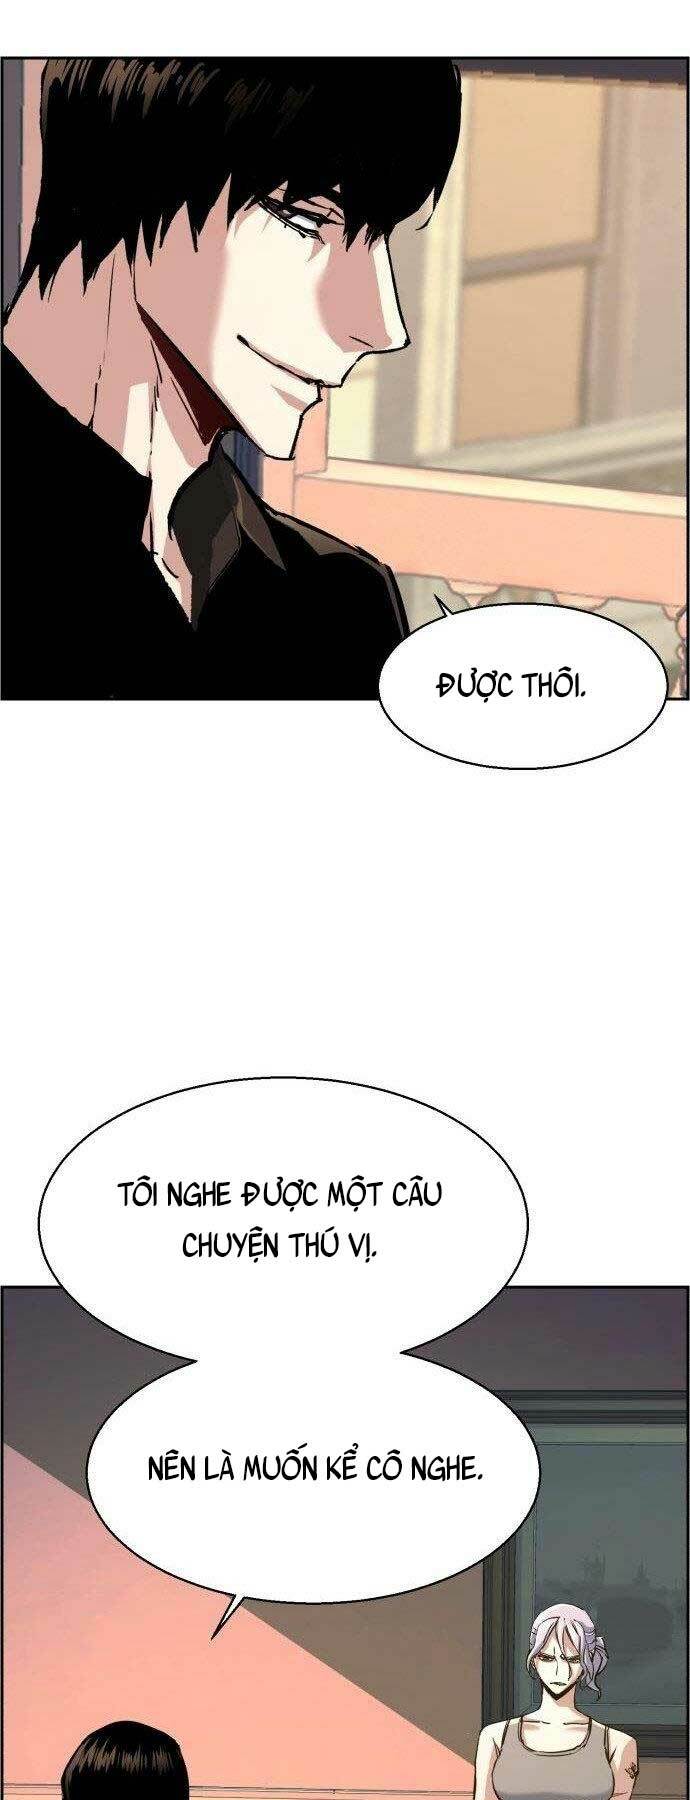 ĐƯỢC THÔI.
TÔI NGHE ĐƯỢC MỘT CÂU
CHUYỆN THÚ VỊ.
NÊN LÀ MUỐN KỂ CÔ NGHE.